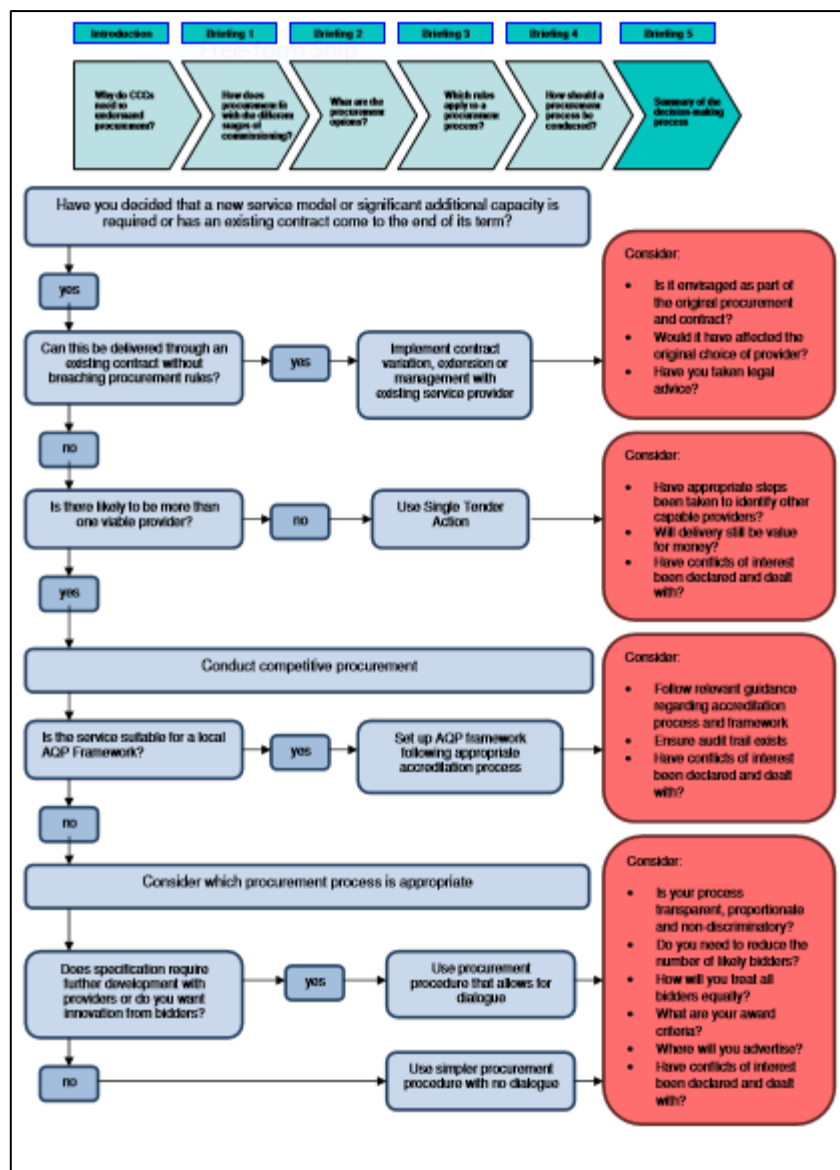 Introduction
Briefing 1
Briefing 2
Briefing 3
Briefing 4
Briefing 5
Free-form Snip
Why do CCGs
need to
understand
procurement?
How does
procurement fit
with the different
stages of
commissioning?
What are the
procurement
options?
Which rules
apply to a
procurement
process?
How should a
procurement
process be
conducted?
Summary of the
decision-making
process
Have you decided that a new service model or significant additional capacity is
required or has an existing contract come to the end of its term?
yes
Can this be delivered through an
existing contract without
breaching procurement rules?
yes
Implement contract
variation, extension or
management with
existing service provider
Consider:
• Is it envisaged as part of
the original procurement
and contract?
• Would it have affected the
original choice of provider?
• Have you taken legal
advice?
no
Is there likely to be more than
one viable provider?
no
Use Single Tender
Action
Consider:
• Have appropriate steps
been taken to identify other
capable providers?
• Will delivery still be value
for money?
• Have conflicts of interest
been declared and dealt
with?
yes
Conduct competitive procurement
Is the service suitable for a local
AQP Framework?
yes
Set up AQP framework
following appropriate
accreditation process
Consider:
• Follow relevant guidance
regarding accreditation
process and framework
• Ensure audit trail exists
• Have conflicts of interest
been declared and dealt
with?
no
Consider which procurement process is appropriate
Does specification require
further development with
providers or do you want
innovation from bidders?
yes
Use procurement
procedure that allows for
dialogue
no
Use simpler procurement
procedure with no dialogue
Consider:
• Is your process
transparent, proportionate
and non-discriminatory?
• Do you need to reduce the
number of likely bidders?
• How will you treat all
bidders equally?
• What are your award
criteria?
• Where will you advertise?
• Have conflicts of interest
been declared and dealt
with?